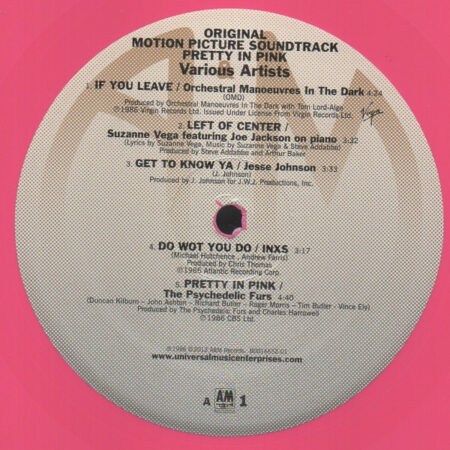 ORIGINAL
MOTION PICTURE SOUNDTRACK
PRETTY IN PINK
Various Artists
1. IF YOU LEAVE / Orchestral Manoeuvres In The Dark 4:24
(OMD)
Produced by Orchestral Manoeuvres In The Dark with Tom Lord-Alge
℗1986 Virgin Records Ltd. Issued Under License From Virgin Records Ltd.
Virgin
2. LEFT OF CENTER /
Suzanne Vega featuring Joe Jackson on piano 3:32
(Lyrics by Suzanne Vega, Music by Suzanne Vega & Steve Addabbo)
Produced by Steve Addabbo and Arthur Baker
3. GET TO KNOW YA / Jesse Johnson 3:33
(J. Johnson)
Produced by J. Johnson for J.W.J. Productions, Inc.
4. DO WOT YOU DO / INXS 3:17
(Michael Hutchence, Andrew Farris)
Produced by Chris Thomas
℗1986 Atlantic Recording Corp.
5. PRETTY IN PINK /
The Psychedelic Furs 4:40
(Duncan Kilburn – John Ashton – Richard Butler – Roger Morris – Tim Butler – Vince Ely)
Produced by The Psychedelic Furs and Charles Harrowell
℗1986 CBS Ltd.
℗1986 ©2012 A&M Records. B0016652-01
www.universalmusicenterprises.com
A AM 1